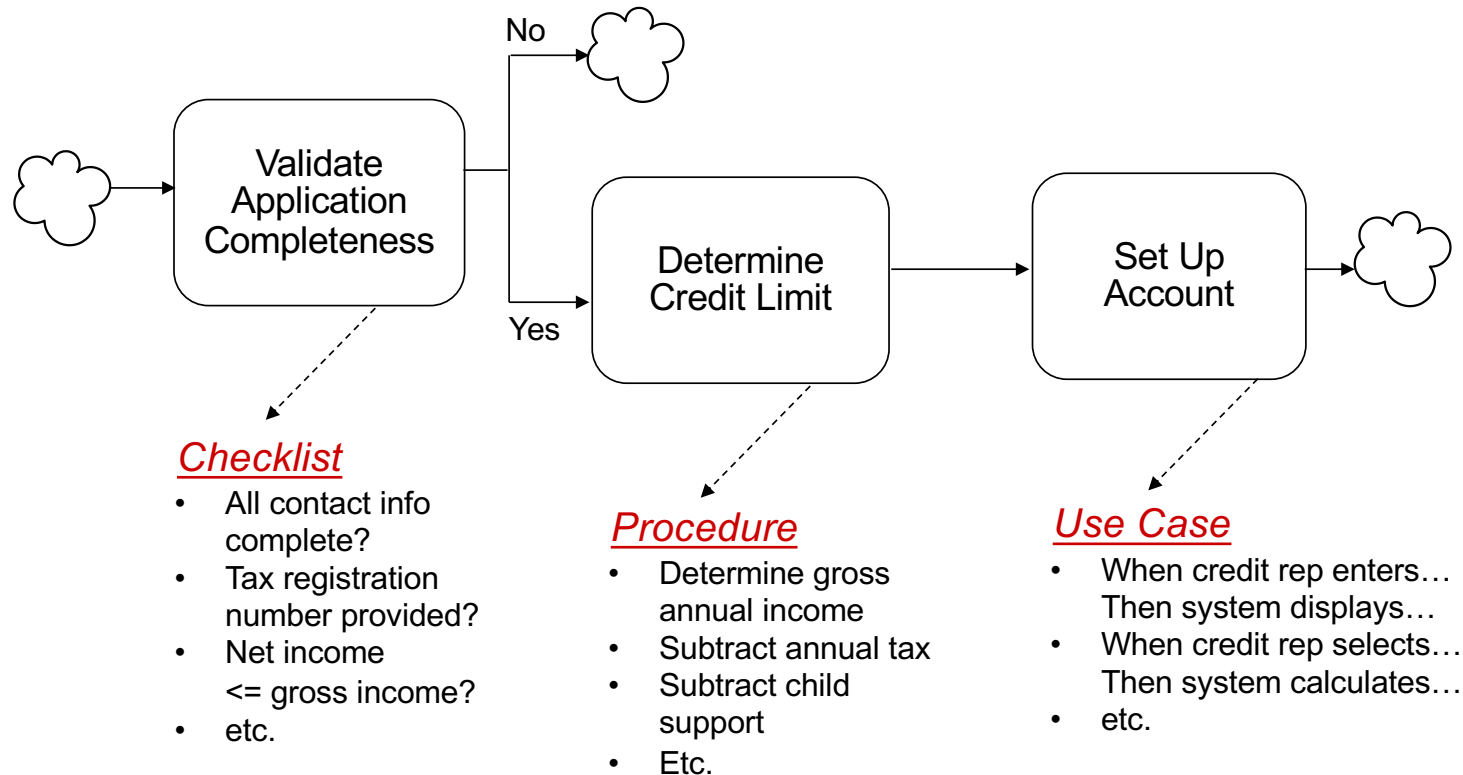 No
Validate
Application
Completeness
Yes
Determine
Credit Limit
Set Up
Account
Checklist
• All contact info
complete?
• Tax registration
number provided?
• Net income
<= gross income?
• etc.
Procedure
• Determine gross
annual income
• Subtract annual tax
• Subtract child
support
• Etc.
Use Case
• When credit rep enters…
Then system displays…
• When credit rep selects…
Then system calculates…
• etc.